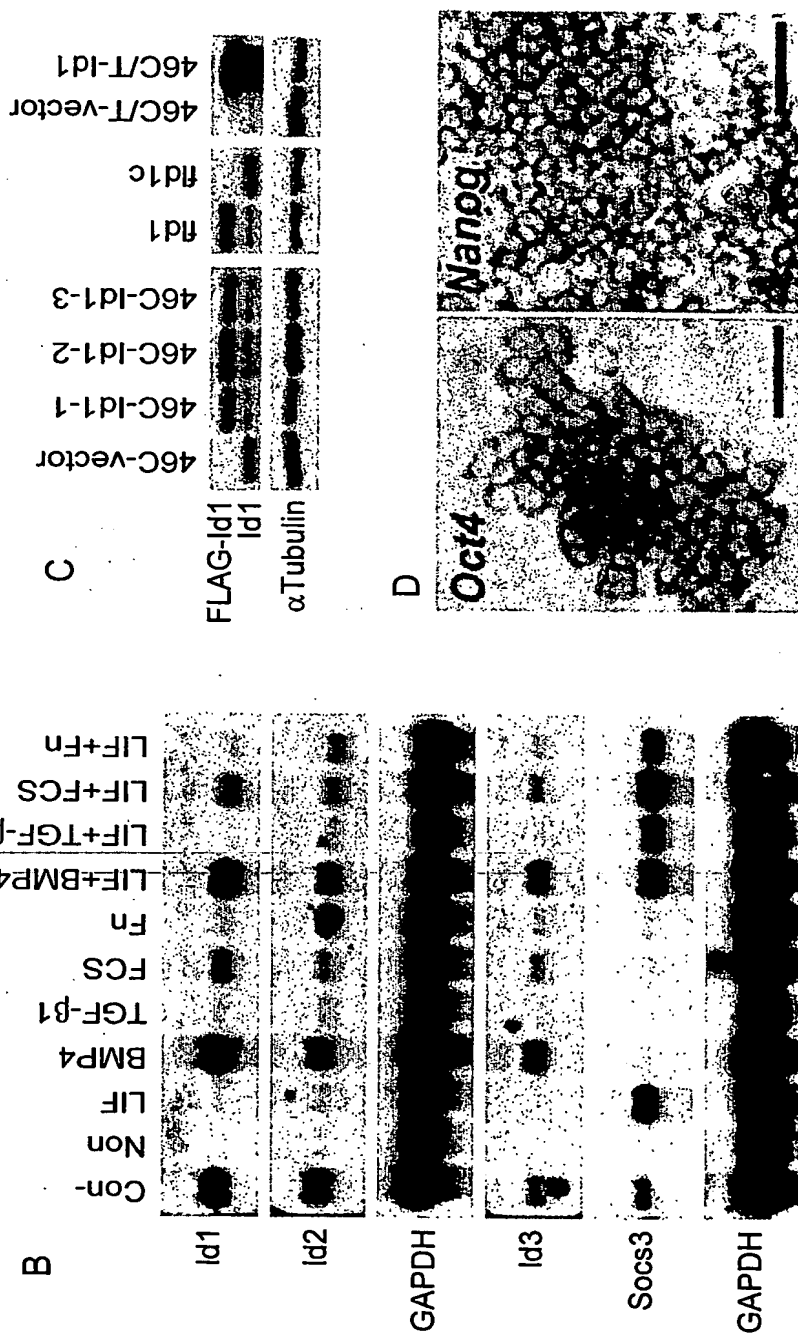 B
Con-
Non
LIF
BMP4
TGF-β1
FCS
Fn
LIF+BMP4
LIF+TGF-β
LIF+FCS
LIF+Fn
Id1
Id2
GAPDH
Id3
Socs3
GAPDH
C
46C-vector
46C-Id1-1
46C-Id1-2
46C-Id1-3
fId1
fId1c
46C/T-vector
46C/T-Id1
FLAG-Id1
Id1
αTubulin
D
Oct4
Nanog